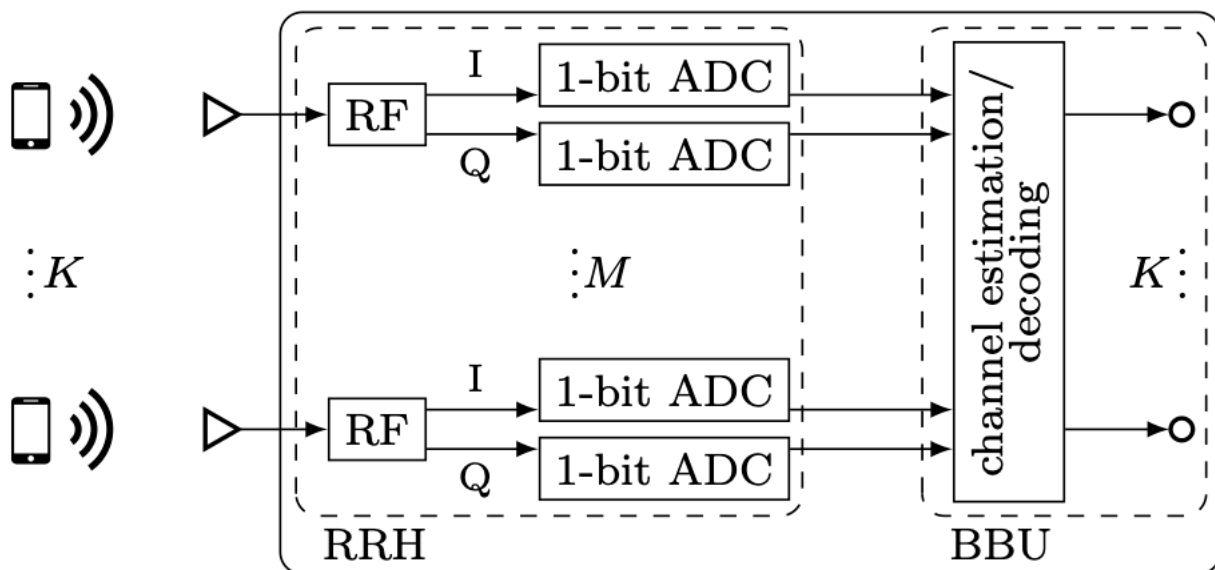 I
1-bit ADC
RF
Q
1-bit ADC
⋮K
⋮M
channel estimation/
decoding
K⋮
I
1-bit ADC
RF
Q
1-bit ADC
RRH
BBU